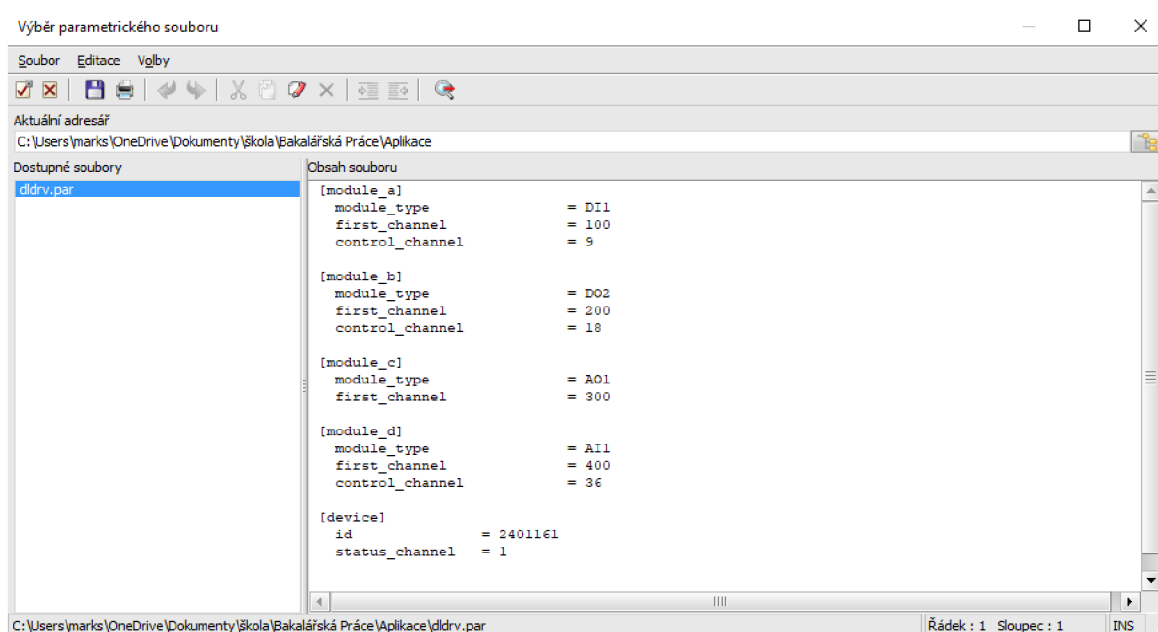 Výběr parametrického souboru
Soubor Editace Volby
Aktuální adresář
C:\Users\marks\OneDrive\Dokumenty\škola\Bakalářská Práce\Aplikace
Dostupné soubory
Obsah souboru
dldrv.par
[module_a]
module_type = DI1
first_channel = 100
control_channel = 9
[module_b]
module_type = DO2
first_channel = 200
control_channel = 18
[module_c]
module_type = AO1
first_channel = 300
[module_d]
module_type = AI1
first_channel = 400
control_channel = 36
[device]
id = 2401161
status_channel = 1
C:\Users\marks\OneDrive\Dokumenty\škola\Bakalářská Práce\Aplikace\dldrv.par
Řádek : 1 Sloupec : 1
INS